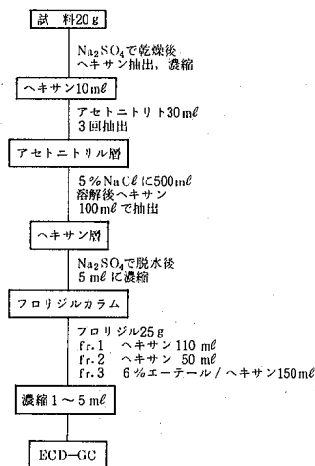 試 料20g
Na₂SO₄で乾燥後
ヘキサン抽出, 濃縮
ヘキサン10mℓ
アセトニトリト30mℓ
3回抽出
アセトニトリル層
5%NaClに500mℓ
溶解後ヘキサン
100mℓで抽出
ヘキサン層
Na₂SO₄で脱水後
5mℓに濃縮
フロリジルカラム
フロリジル25g
fr.1 ヘキサン110mℓ
fr.2 ヘキサン 50mℓ
fr.3 6%エーテル/ヘキサン150mℓ
濃縮1～5mℓ
ECD-GC